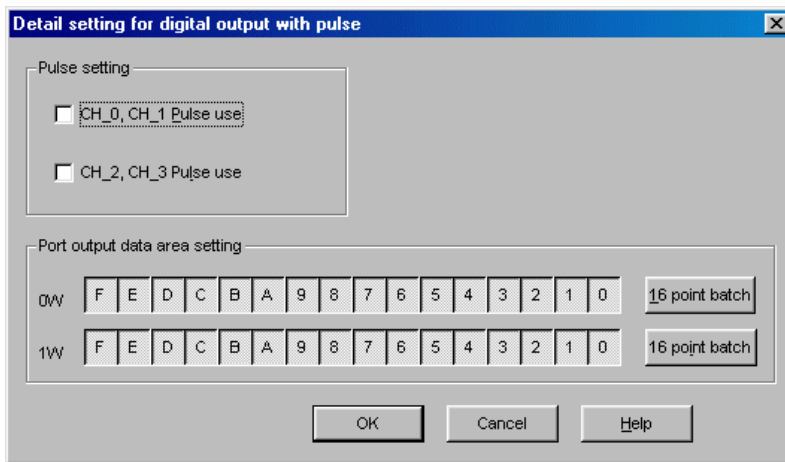 Detail setting for digital output with pulse
Pulse setting
CH_0, CH_1 Pulse use
CH_2, CH_3 Pulse use
Port output data area setting
0W F E D C B A 9 8 7 6 5 4 3 2 1 0 16 point batch
1W F E D C B A 9 8 7 6 5 4 3 2 1 0 16 point batch
OK Cancel Help